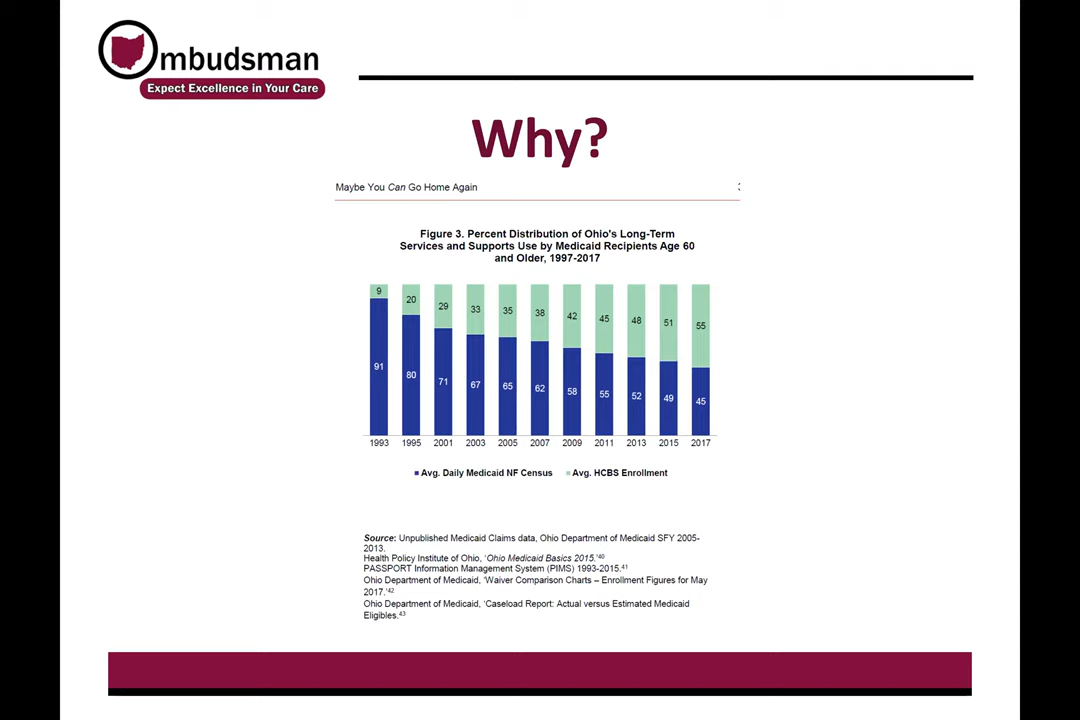 Ombudsman
Expect Excellence in Your Care
Why?
Maybe You Can Go Home Again
Figure 3. Percent Distribution of Ohio's Long-Term
Services and Supports Use by Medicaid Recipients Age 60
and Older, 1997-2017
9 20 29 33 35 38 42 45 48 51 55
91 80 71 67 65 62 58 55 52 49 45
1993 1995 2001 2003 2005 2007 2009 2011 2013 2015 2017
Avg. Daily Medicaid NF Census Avg. HCBS Enrollment
Source: Unpublished Medicaid Claims data, Ohio Department of Medicaid SFY 2005-
2013.
Health Policy Institute of Ohio, 'Ohio Medicaid Basics 2015.'40
PASSPORT Information Management System (PIMS) 1993-2015.41
Ohio Department of Medicaid, 'Waiver Comparison Charts – Enrollment Figures for May
2017.'42
Ohio Department of Medicaid, 'Caseload Report: Actual versus Estimated Medicaid
Eligibles.43